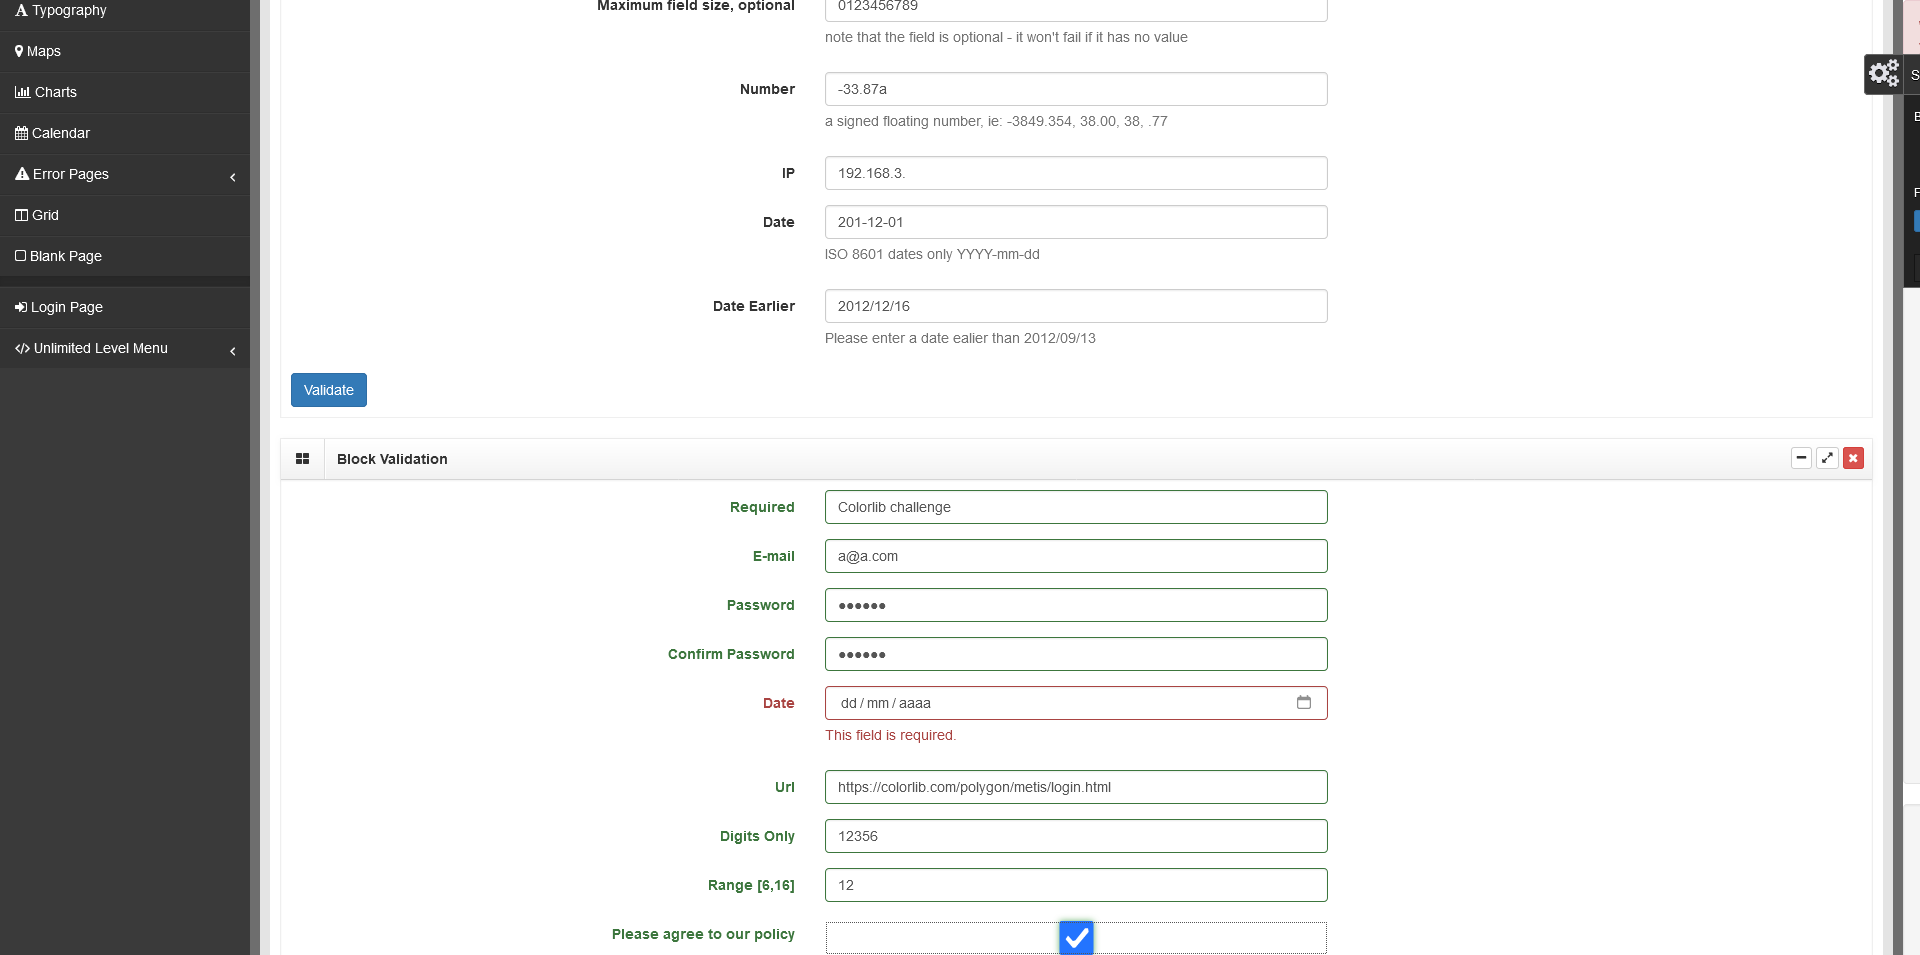 Typography
Maps
Charts
Calendar
Error Pages
Grid
Blank Page
Login Page
Unlimited Level Menu
Maximum field size, optional
0123456789
note that the field is optional - it won't fail if it has no value
Number
-33.87a
a signed floating number, ie: -3849.354, 38.00, 38, .77
IP
192.168.3.
Date
201-12-01
ISO 8601 dates only YYYY-mm-dd
Date Earlier
2012/12/16
Please enter a date ealier than 2012/09/13
Validate
Block Validation
Required
Colorlib challenge
E-mail
a@a.com
Password
••••••
Confirm Password
••••••
Date
dd/mm/aaaa
This field is required.
Url
https://colorlib.com/polygon/metis/login.html
Digits Only
12356
Range [6,16]
12
Please agree to our policy
S